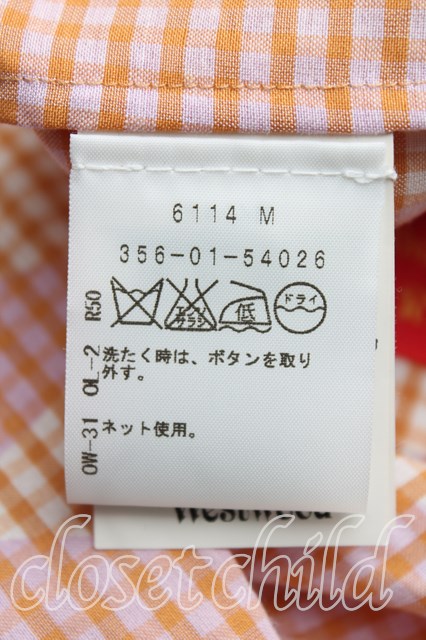 6114 M
356-01-54026
エンソ
サラシ
低
ドライ
洗たく時は、ボタンを取り
外す。
ネット使用。
OW-31 OL-2 R50
Westwood
closetchild